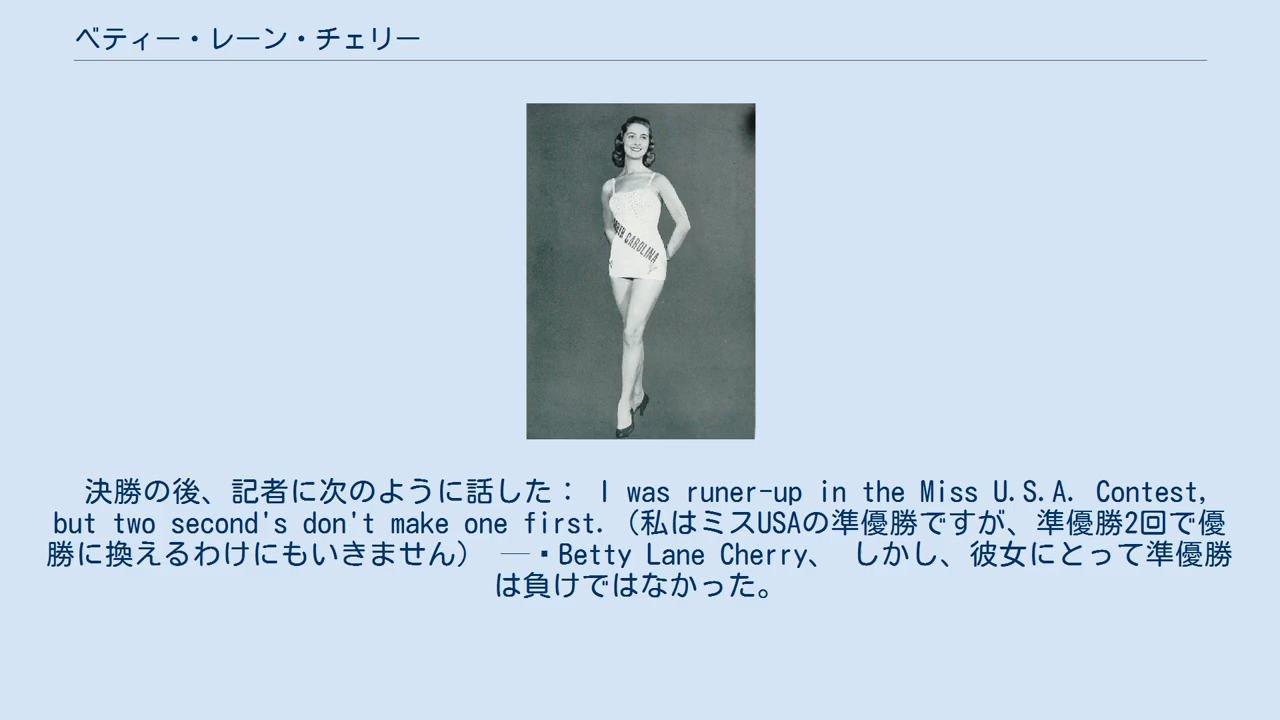 ベティー・レーン・チェリー
CAROLINA
決勝の後、記者に次のように話した： I was runer-up in the Miss U.S.A. Contest,
but two second's don't make one first.（私はミスUSAの準優勝ですが、準優勝2回で優
勝に換えるわけにもいきません） ─▪Betty Lane Cherry、 しかし、彼女にとって準優勝
は負けではなかった。